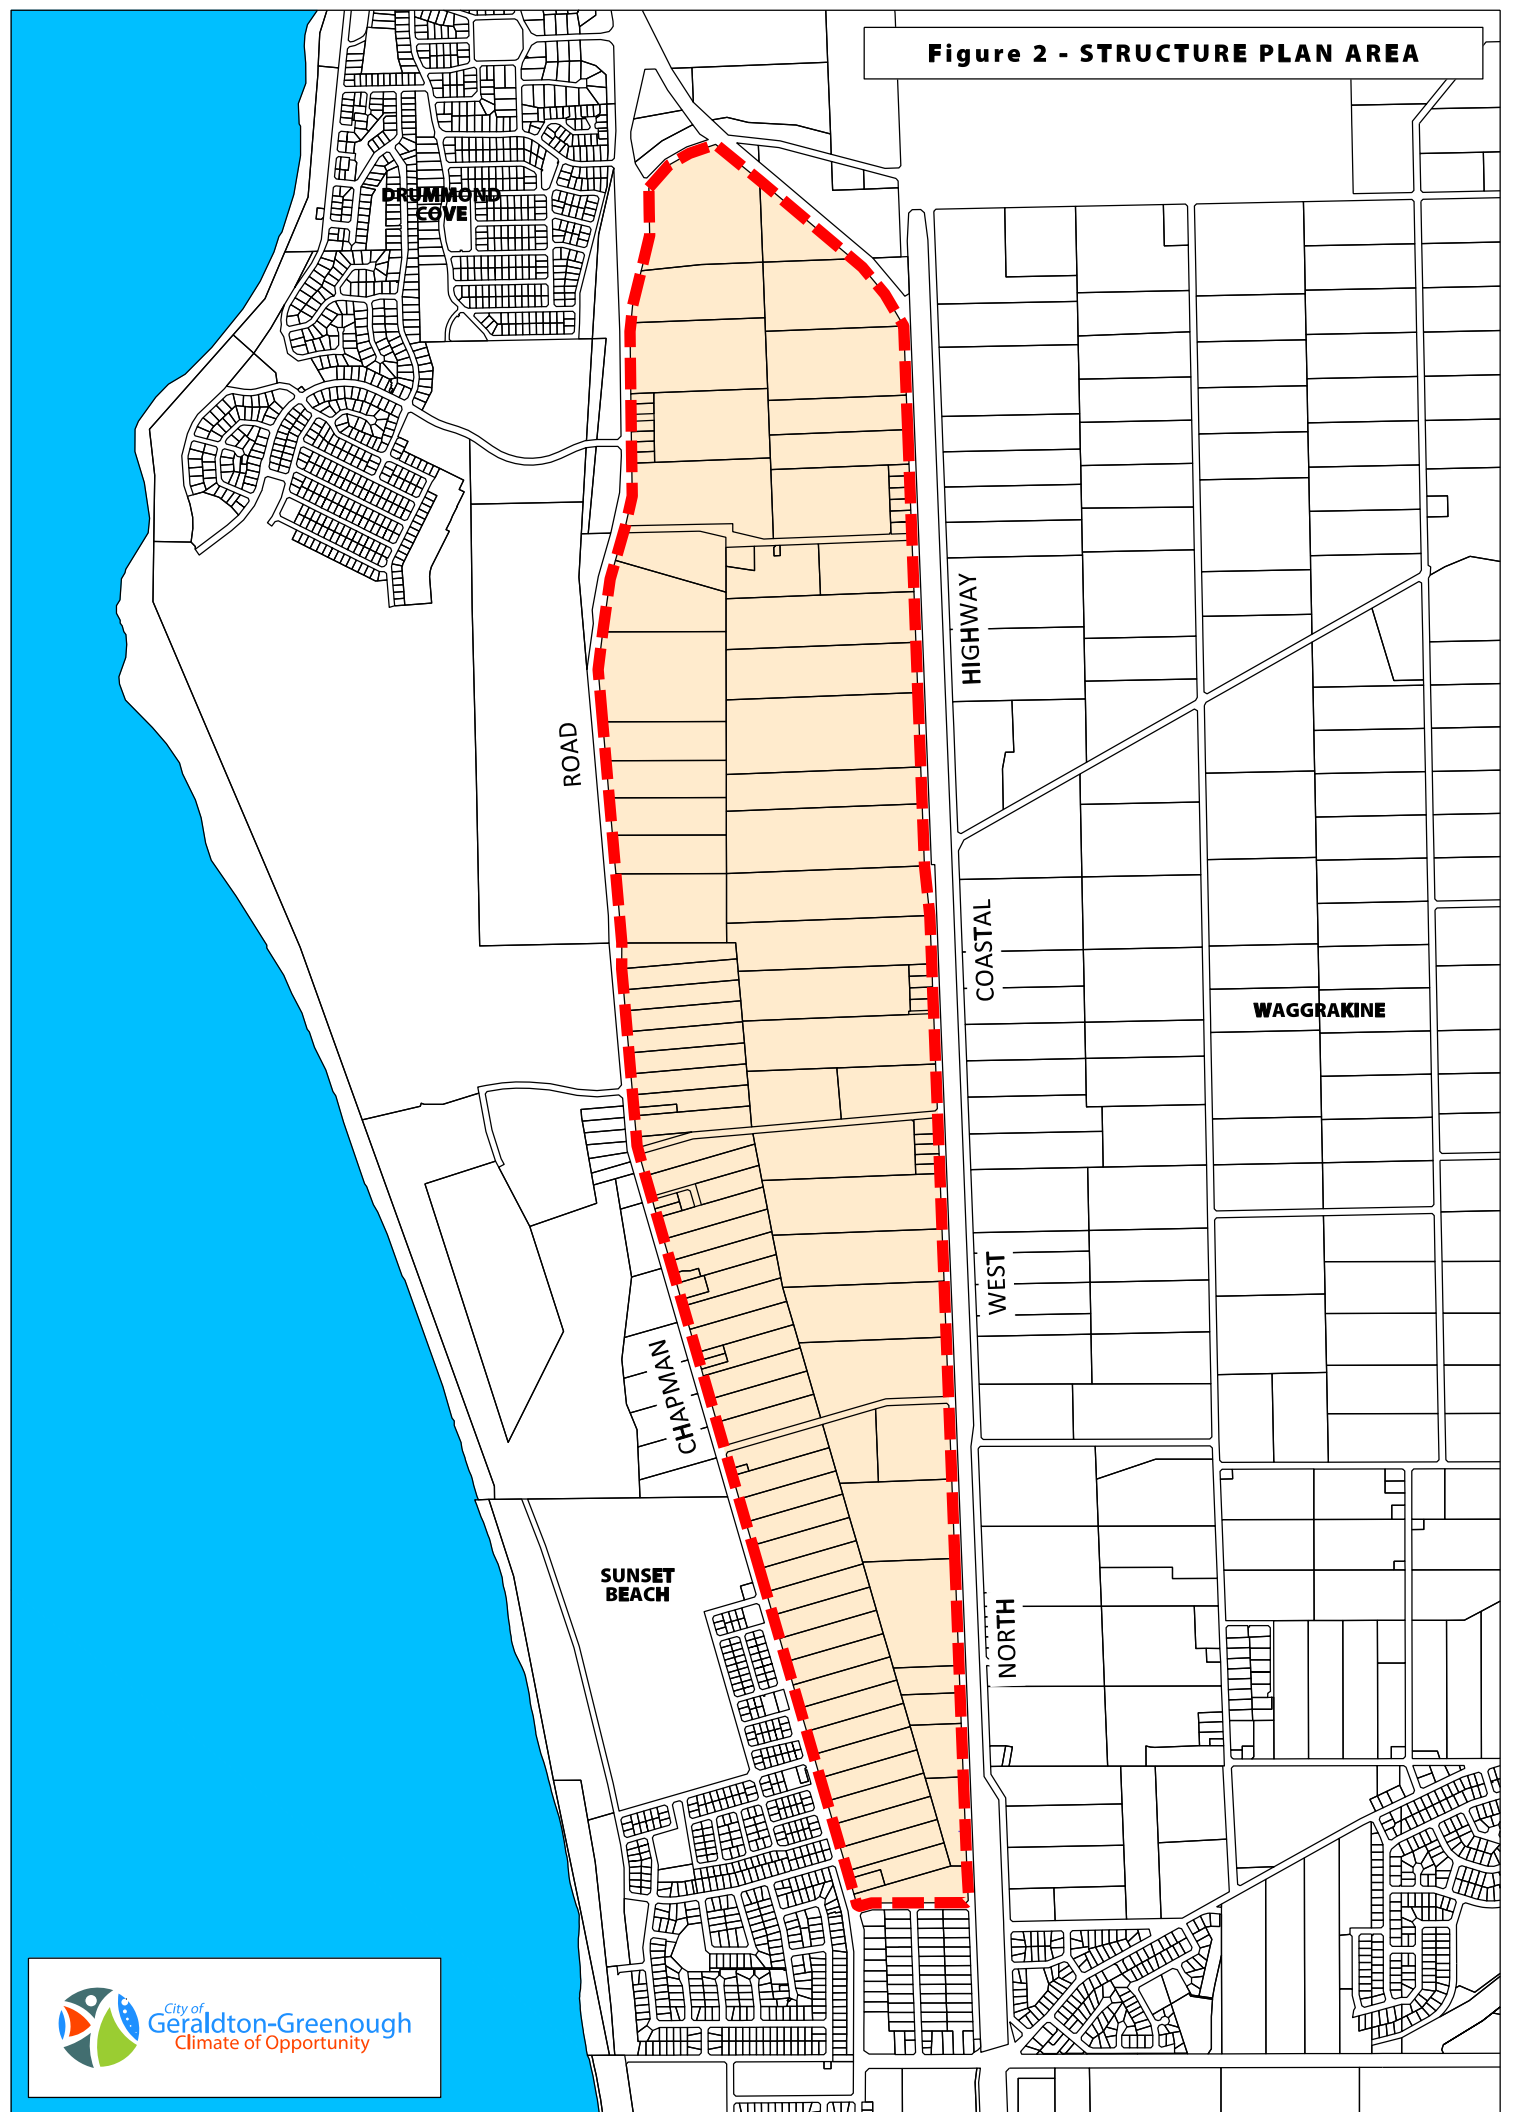 Figure 2 - STRUCTURE PLAN AREA
DRUMMOND
COVE
HIGHWAY
ROAD
COASTAL
WAGGRAKINE
WEST
CHAPMAN
SUNSET
BEACH
NORTH
City of
Geraldton-Greenough
Climate of Opportunity